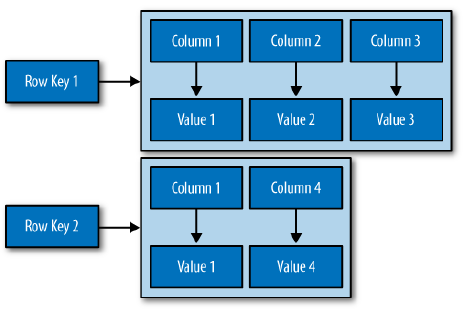 Column 1 Column 2 Column 3
Row Key 1
Value 1 Value 2 Value 3
Column 1 Column 4
Row Key 2
Value 1 Value 4